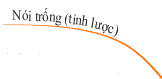 Nói trống (tỉnh lược)